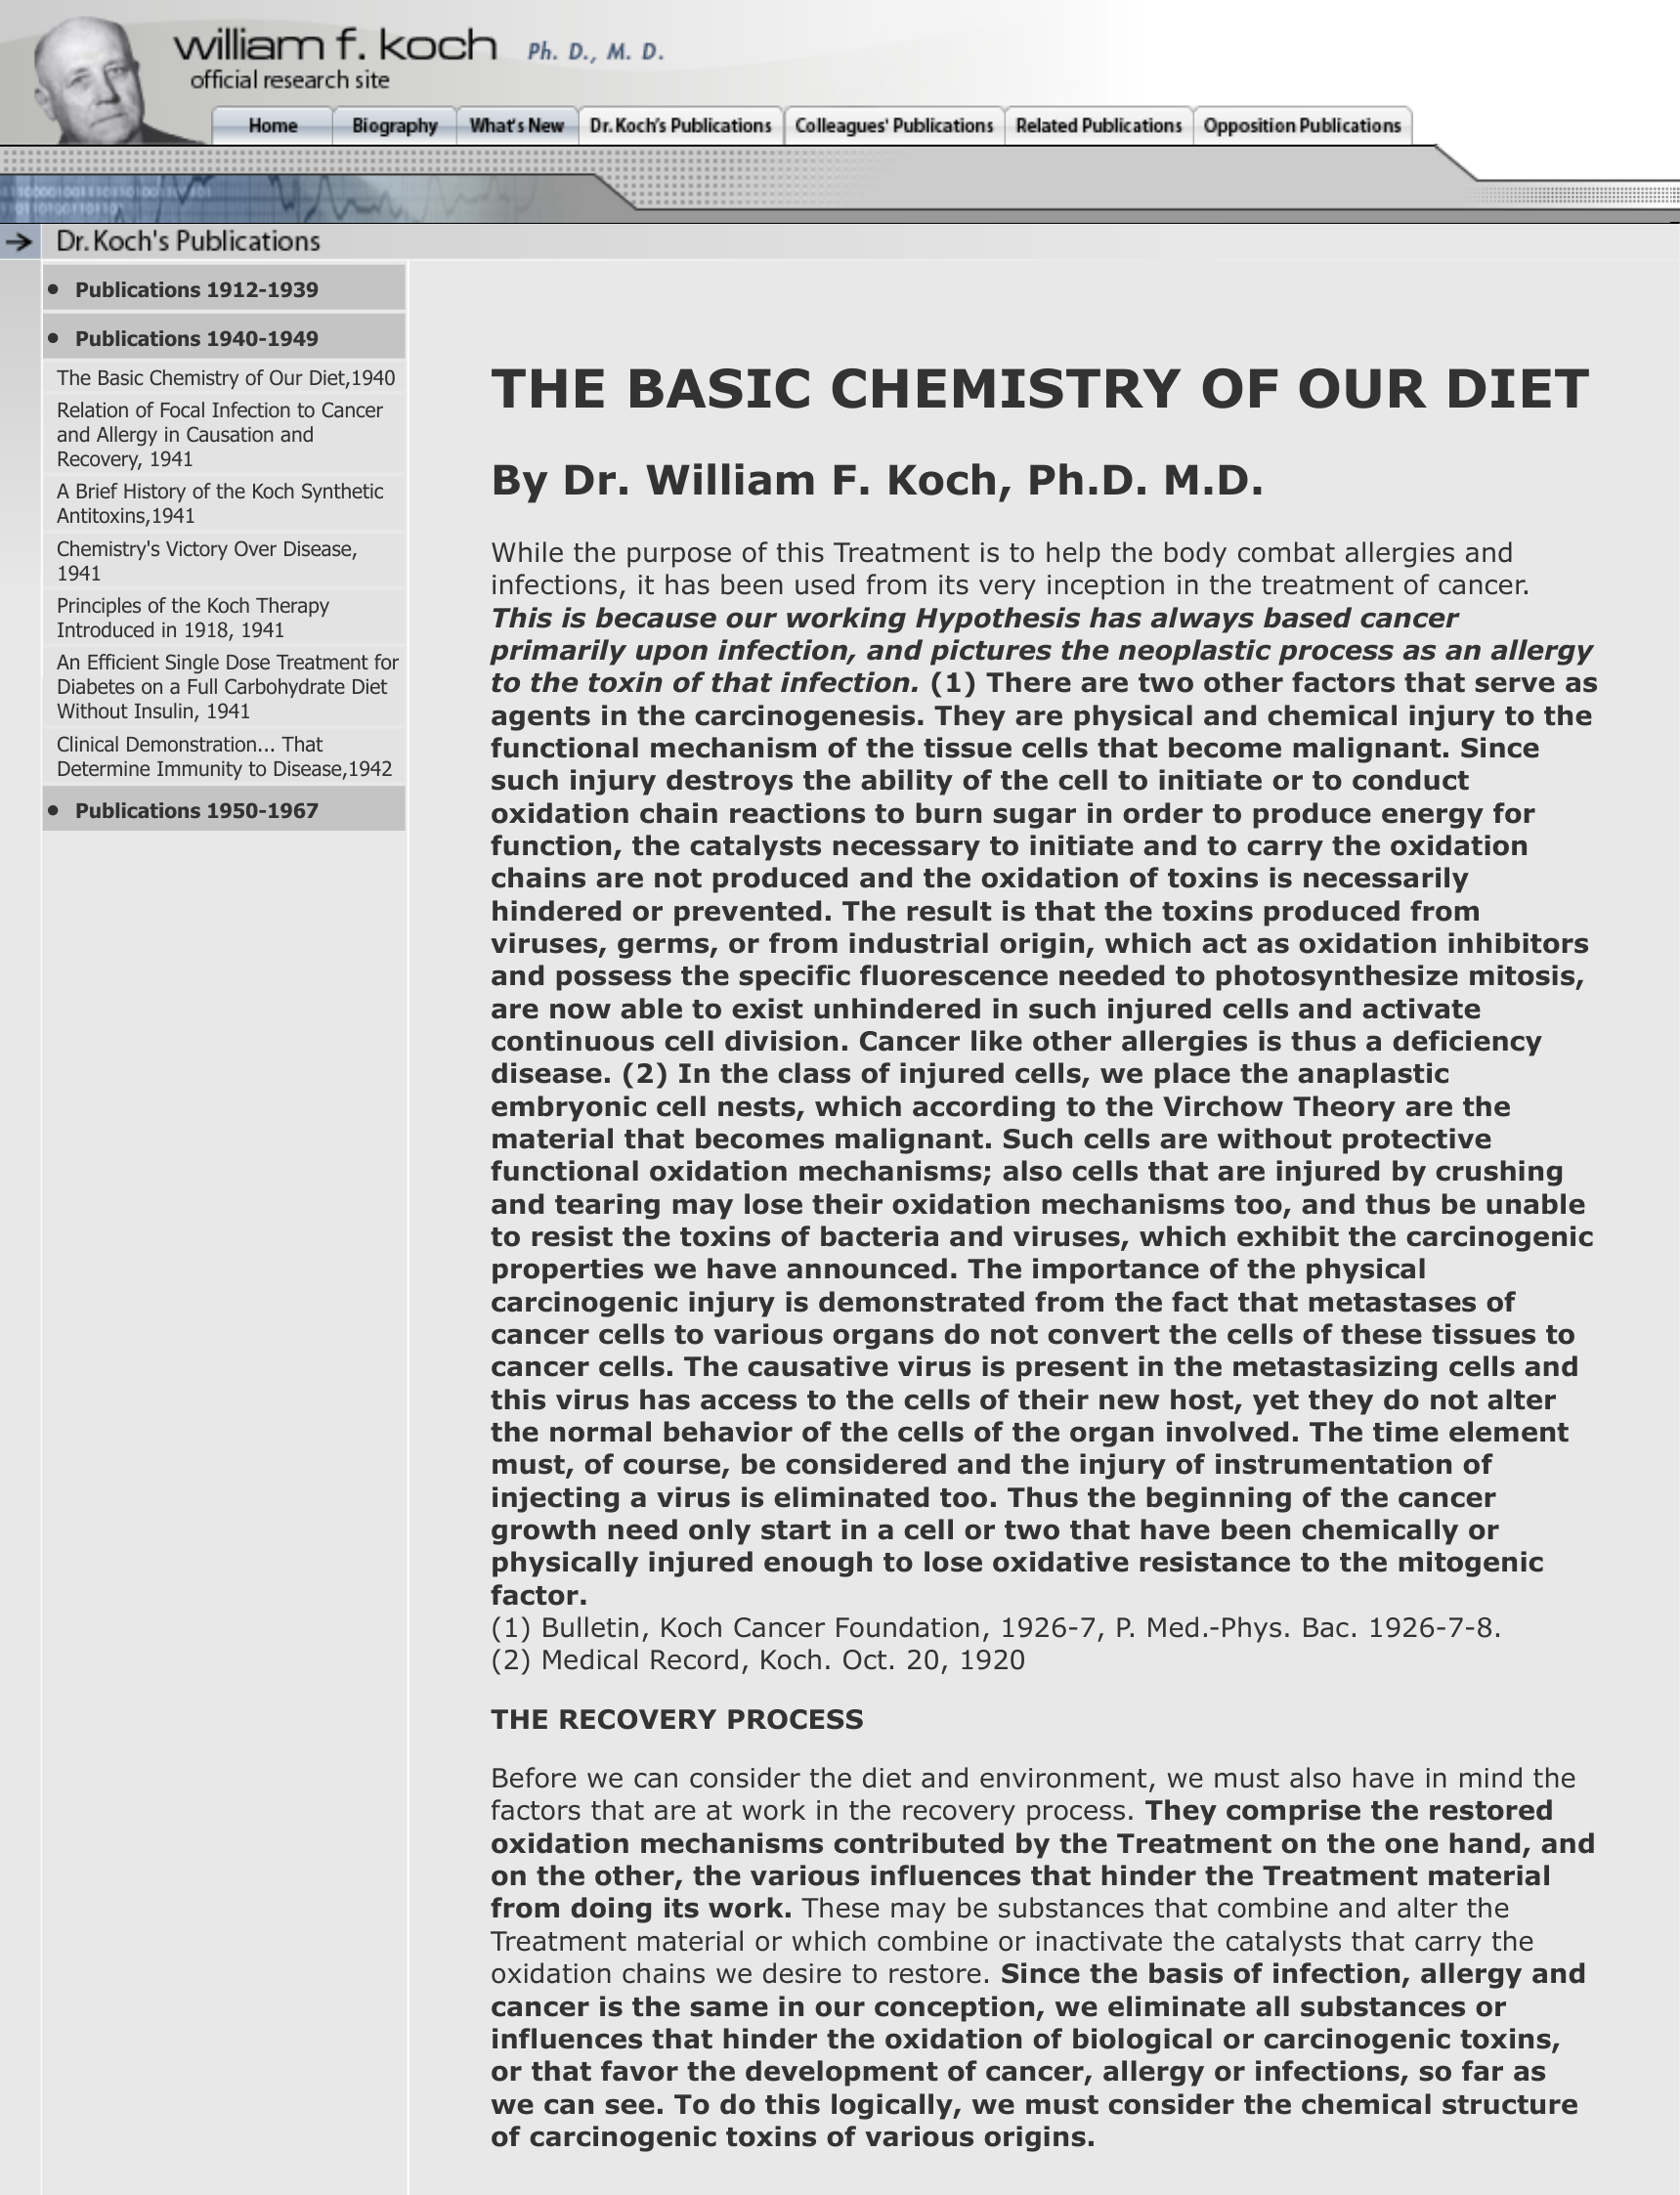 william f. koch Ph. D., M. D.
official research site
Home Biography What's New Dr. Koch's Publications Colleagues' Publications Related Publications Opposition Publications
Dr. Koch's Publications
• Publications 1912-1939
• Publications 1940-1949
The Basic Chemistry of Our Diet,1940
Relation of Focal Infection to Cancer
and Allergy in Causation and
Recovery, 1941
A Brief History of the Koch Synthetic
Antitoxins,1941
Chemistry's Victory Over Disease,
1941
Principles of the Koch Therapy
Introduced in 1918, 1941
An Efficient Single Dose Treatment for
Diabetes on a Full Carbohydrate Diet
Without Insulin, 1941
Clinical Demonstration... That
Determine Immunity to Disease,1942
• Publications 1950-1967
THE BASIC CHEMISTRY OF OUR DIET
By Dr. William F. Koch, Ph.D. M.D.
While the purpose of this Treatment is to help the body combat allergies and
infections, it has been used from its very inception in the treatment of cancer.
This is because our working Hypothesis has always based cancer
primarily upon infection, and pictures the neoplastic process as an allergy
to the toxin of that infection. (1) There are two other factors that serve as
agents in the carcinogenesis. They are physical and chemical injury to the
functional mechanism of the tissue cells that become malignant. Since
such injury destroys the ability of the cell to initiate or to conduct
oxidation chain reactions to burn sugar in order to produce energy for
function, the catalysts necessary to initiate and to carry the oxidation
chains are not produced and the oxidation of toxins is necessarily
hindered or prevented. The result is that the toxins produced from
viruses, germs, or from industrial origin, which act as oxidation inhibitors
and possess the specific fluorescence needed to photosynthesize mitosis,
are now able to exist unhindered in such injured cells and activate
continuous cell division. Cancer like other allergies is thus a deficiency
disease. (2) In the class of injured cells, we place the anaplastic
embryonic cell nests, which according to the Virchow Theory are the
material that becomes malignant. Such cells are without protective
functional oxidation mechanisms; also cells that are injured by crushing
and tearing may lose their oxidation mechanisms too, and thus be unable
to resist the toxins of bacteria and viruses, which exhibit the carcinogenic
properties we have announced. The importance of the physical
carcinogenic injury is demonstrated from the fact that metastases of
cancer cells to various organs do not convert the cells of these tissues to
cancer cells. The causative virus is present in the metastasizing cells and
this virus has access to the cells of their new host, yet they do not alter
the normal behavior of the cells of the organ involved. The time element
must, of course, be considered and the injury of instrumentation of
injecting a virus is eliminated too. Thus the beginning of the cancer
growth need only start in a cell or two that have been chemically or
physically injured enough to lose oxidative resistance to the mitogenic
factor.
(1) Bulletin, Koch Cancer Foundation, 1926-7, P. Med.-Phys. Bac. 1926-7-8.
(2) Medical Record, Koch. Oct. 20, 1920
THE RECOVERY PROCESS
Before we can consider the diet and environment, we must also have in mind the
factors that are at work in the recovery process. They comprise the restored
oxidation mechanisms contributed by the Treatment on the one hand, and
on the other, the various influences that hinder the Treatment material
from doing its work. These may be substances that combine and alter the
Treatment material or which combine or inactivate the catalysts that carry the
oxidation chains we desire to restore. Since the basis of infection, allergy and
cancer is the same in our conception, we eliminate all substances or
influences that hinder the oxidation of biological or carcinogenic toxins,
or that favor the development of cancer, allergy or infections, so far as
we can see. To do this logically, we must consider the chemical structure
of carcinogenic toxins of various origins.